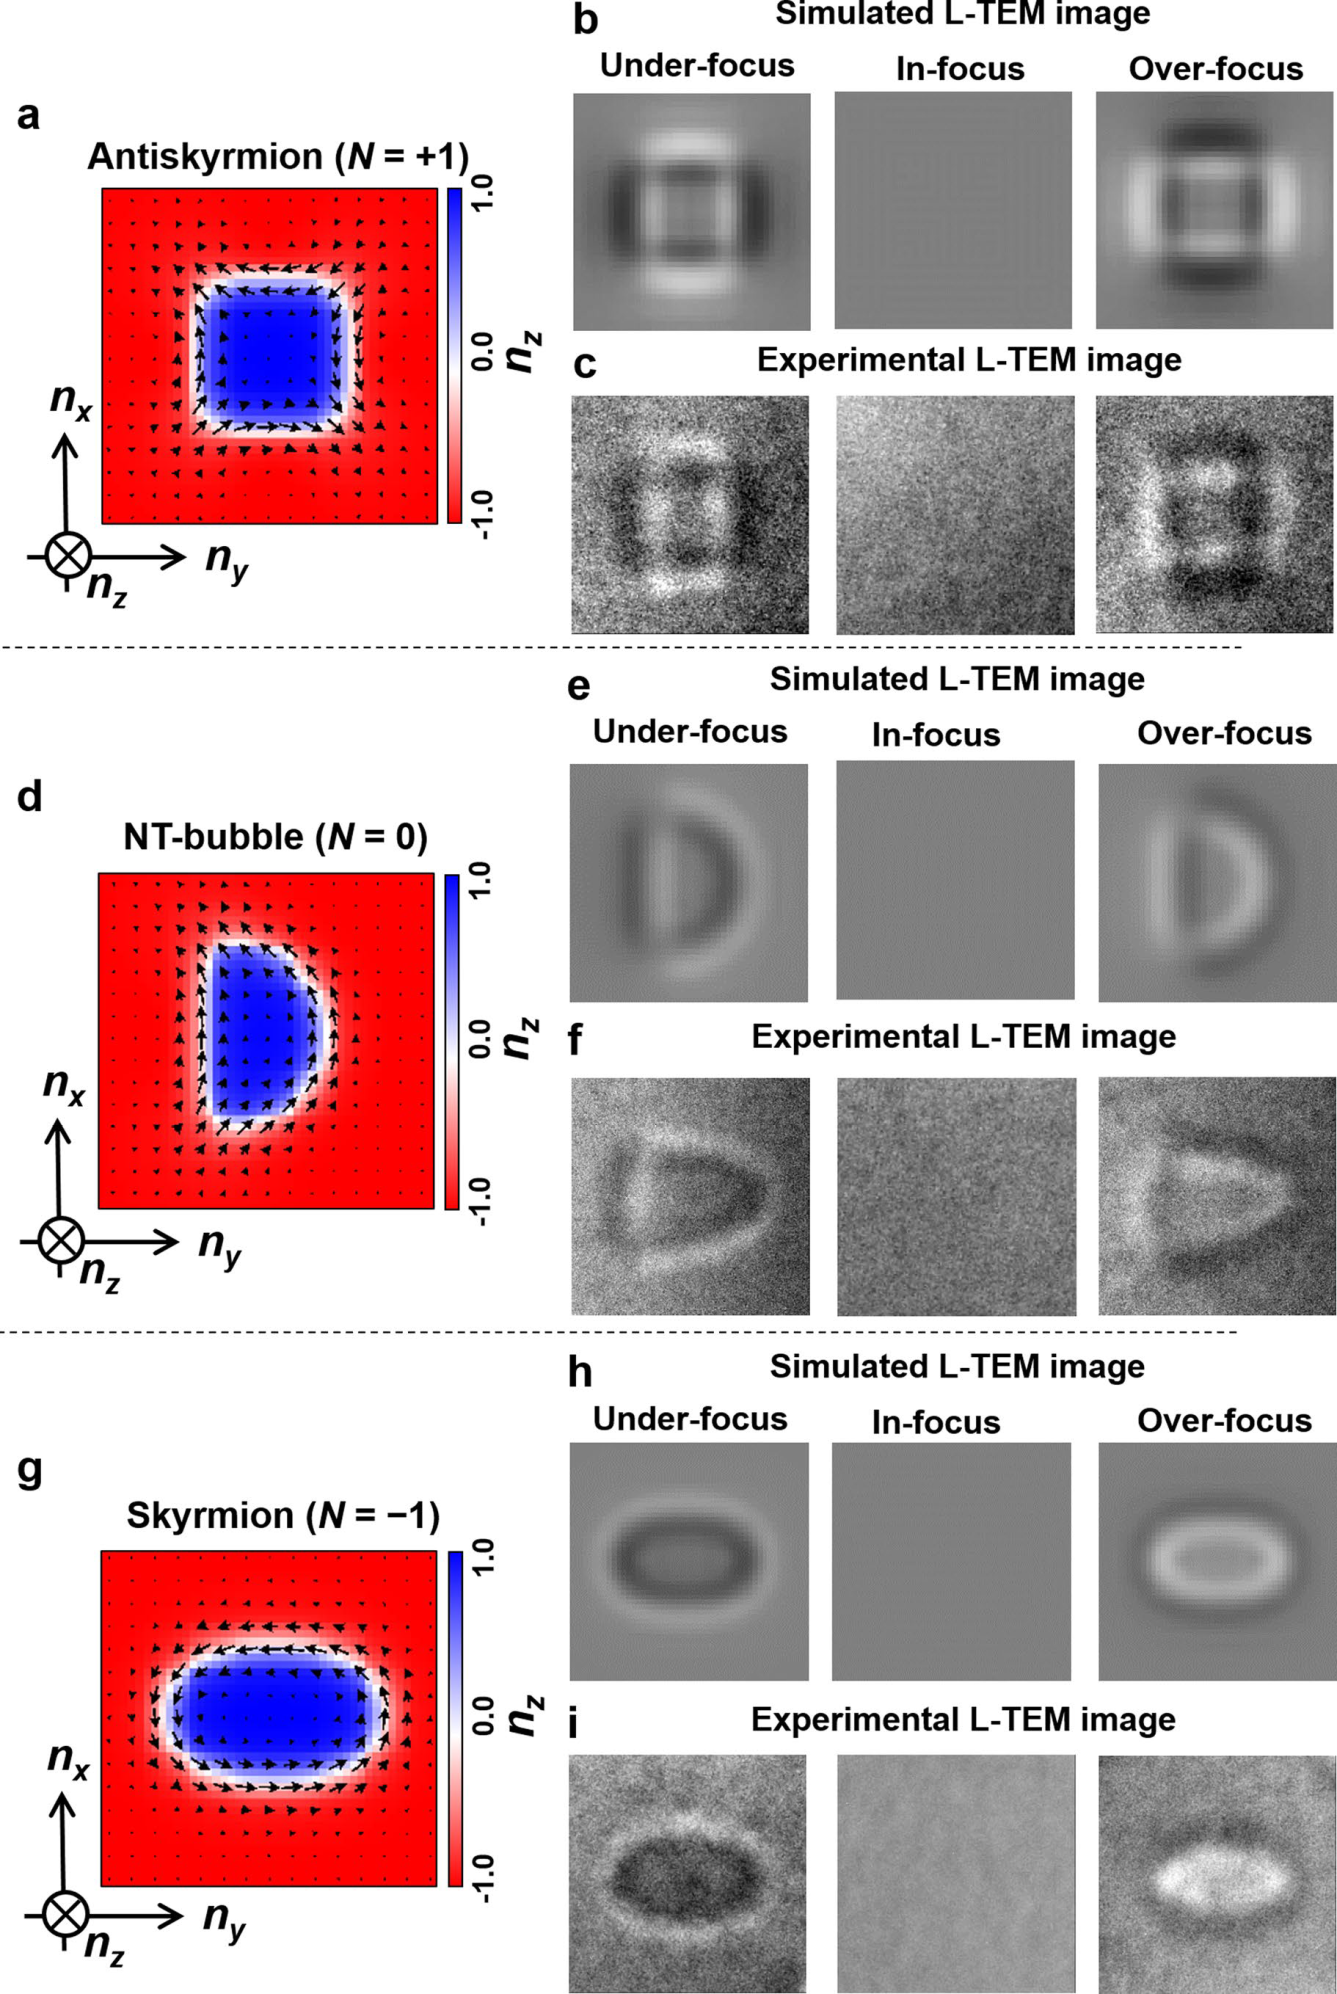 a
Antiskyrmion (N = +1)
1.0
0.0
-1.0
nz
nx
ny
nz
b
Simulated L-TEM image
Under-focus
In-focus
Over-focus
c
Experimental L-TEM image
d
NT-bubble (N = 0)
1.0
0.0
-1.0
nz
nx
ny
nz
e
Simulated L-TEM image
Under-focus
In-focus
Over-focus
f
Experimental L-TEM image
g
Skyrmion (N = −1)
1.0
0.0
-1.0
nz
nx
ny
nz
h
Simulated L-TEM image
Under-focus
In-focus
Over-focus
i
Experimental L-TEM image